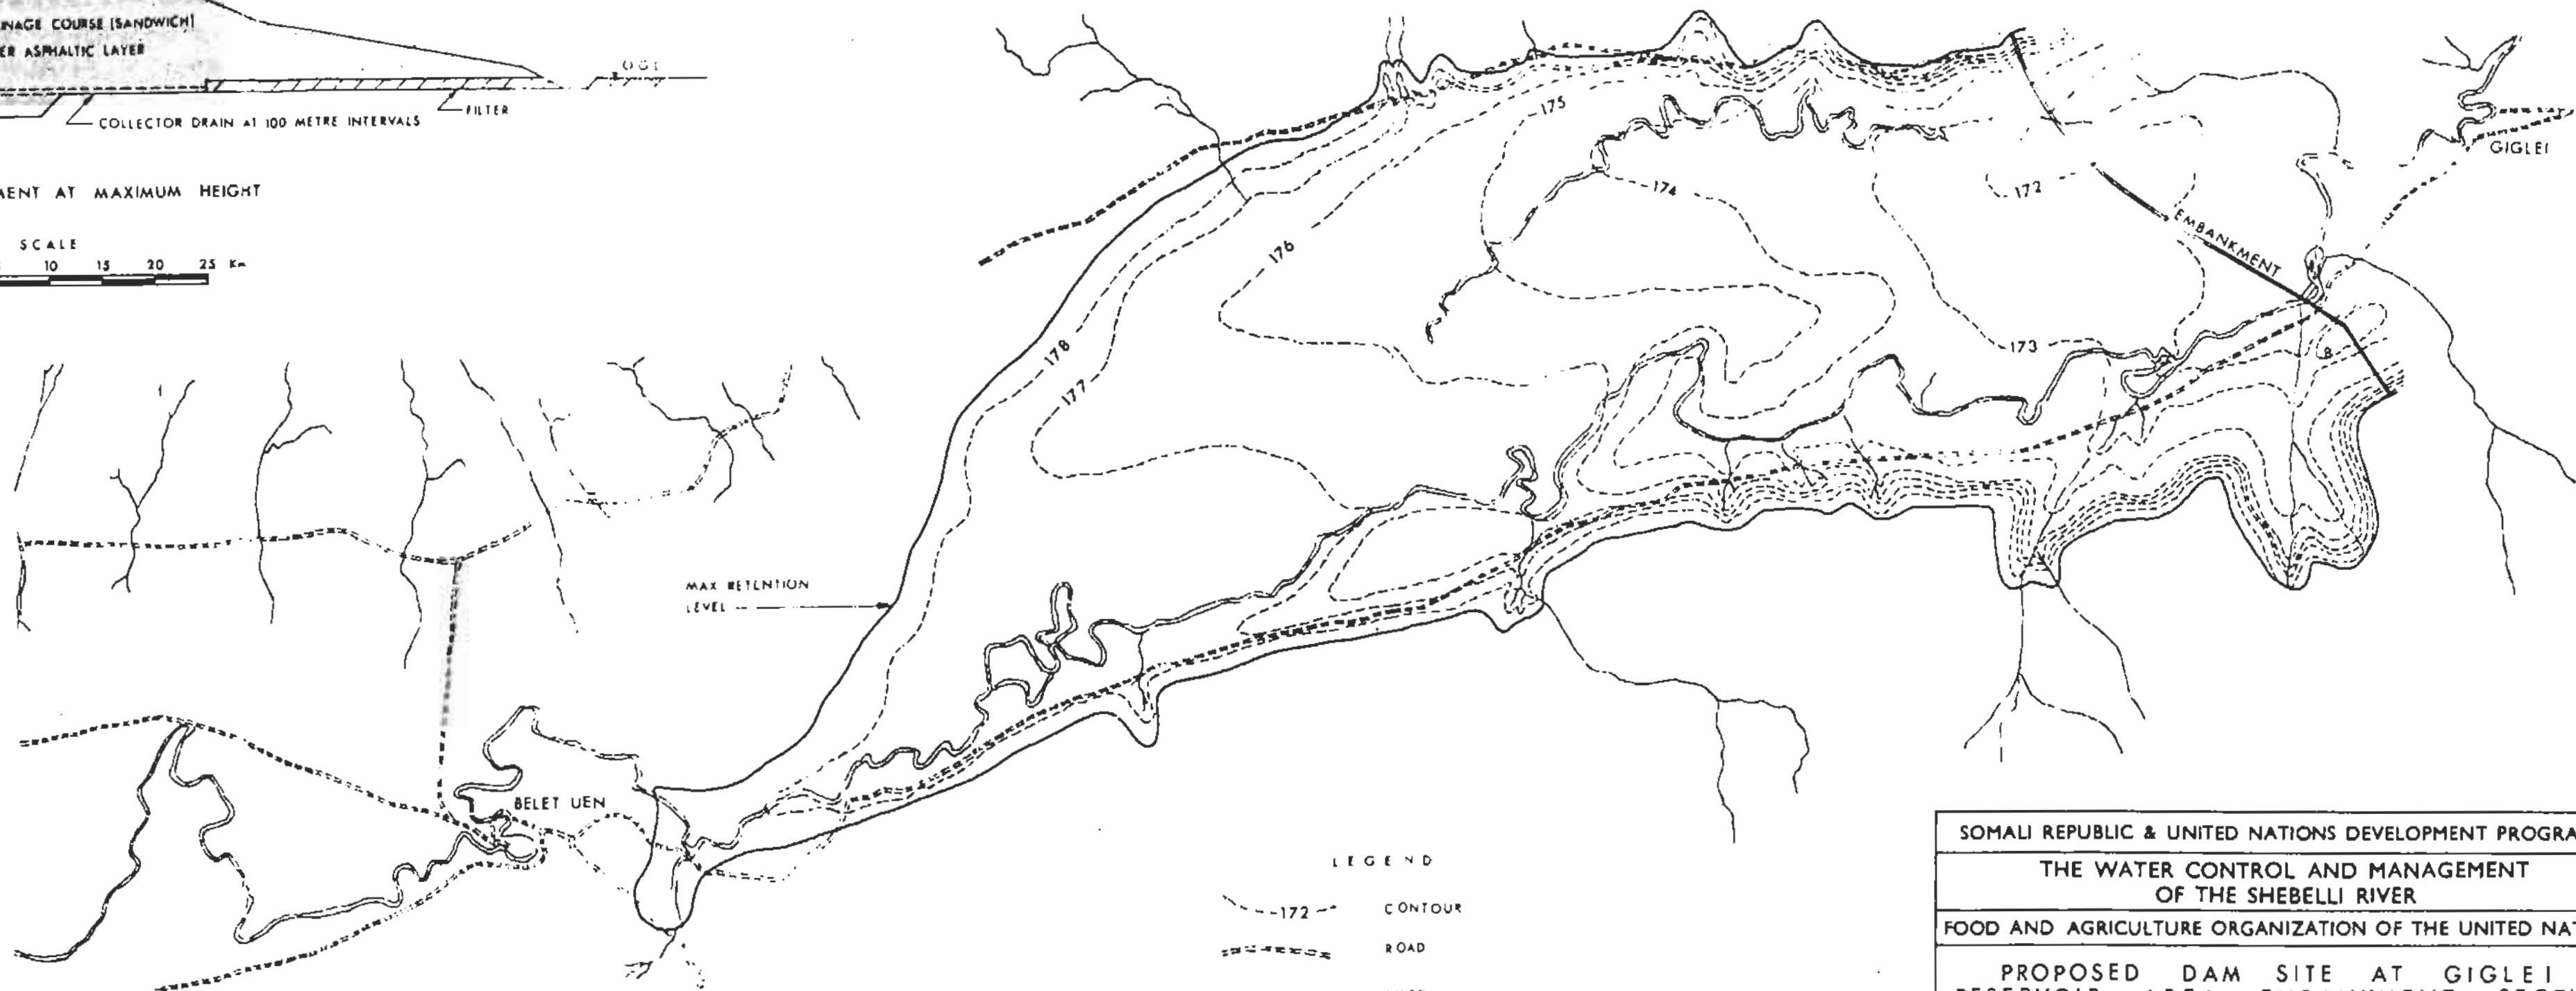 INAGE COURSE (SANDWICH)
ER ASPHALTIC LAYER
O G L
FILTER
COLLECTOR DRAIN AT 100 METRE INTERVALS
MENT AT MAXIMUM HEIGHT
SCALE
10 15 20 25 Km
175
174
172
GIGLEI
176
EMBANKMENT
178
173
177
B
MAX RETENTION
LEVEL
BELET UEN
LEGEND
172 CONTOUR
ROAD
SOMALI REPUBLIC & UNITED NATIONS DEVELOPMENT PROGRA
THE WATER CONTROL AND MANAGEMENT
OF THE SHEBELLI RIVER
FOOD AND AGRICULTURE ORGANIZATION OF THE UNITED NAT
PROPOSED DAM SITE AT GIGLEI